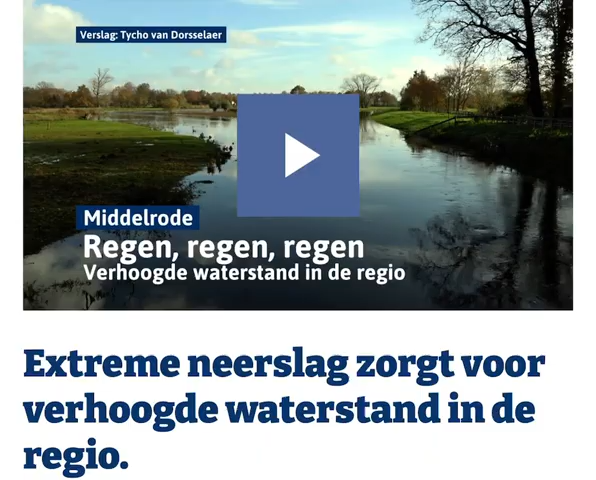 Verslag: Tycho van Dorsselaer
Middelrode
Regen, regen, regen
Verhoogde waterstand in de regio
Extreme neerslag zorgt voor
verhoogde waterstand in de
regio.